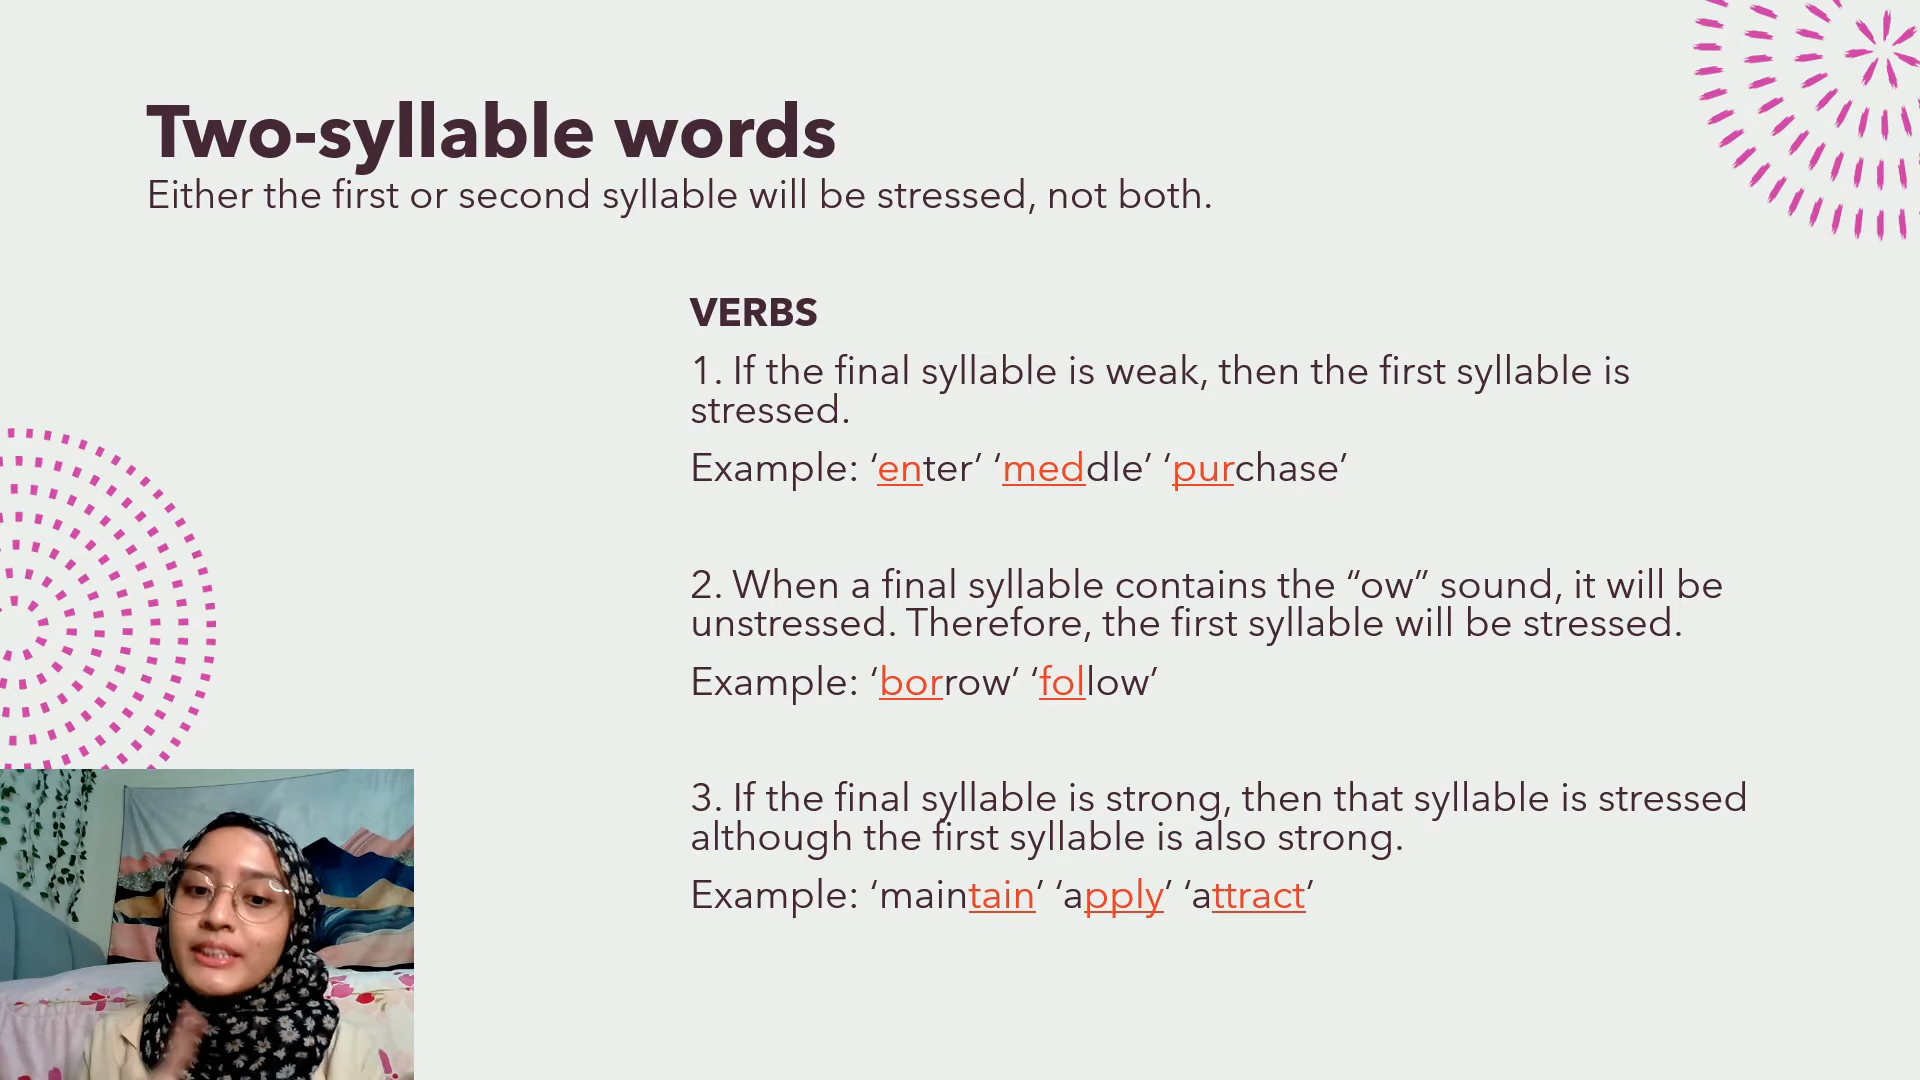 Two-syllable words
Either the first or second syllable will be stressed, not both.
VERBS
1. If the final syllable is weak, then the first syllable is
stressed.
Example: ‘enter’ ‘meddle’ ‘purchase’
2. When a final syllable contains the “ow” sound, it will be
unstressed. Therefore, the first syllable will be stressed.
Example: ‘borrow’ ‘follow’
3. If the final syllable is strong, then that syllable is stressed
although the first syllable is also strong.
Example: ‘maintain’ ‘apply’ ‘attract’